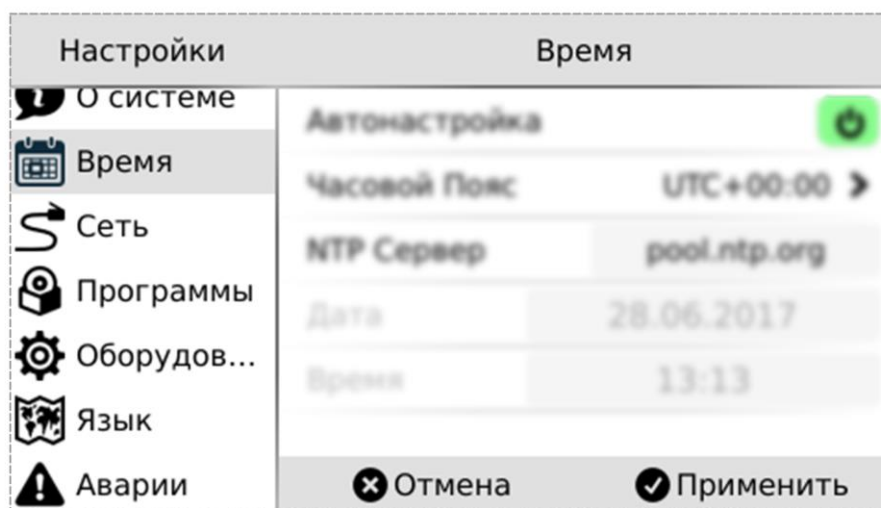 Настройки
Время
О системе
Время
Сеть
Программы
Оборудов...
Язык
Аварии
Автонастройка
Часовой Пояс UTC+00:00
NTP Сервер pool.ntp.org
Дата 28.06.2017
Время 13:13
Отмена Применить